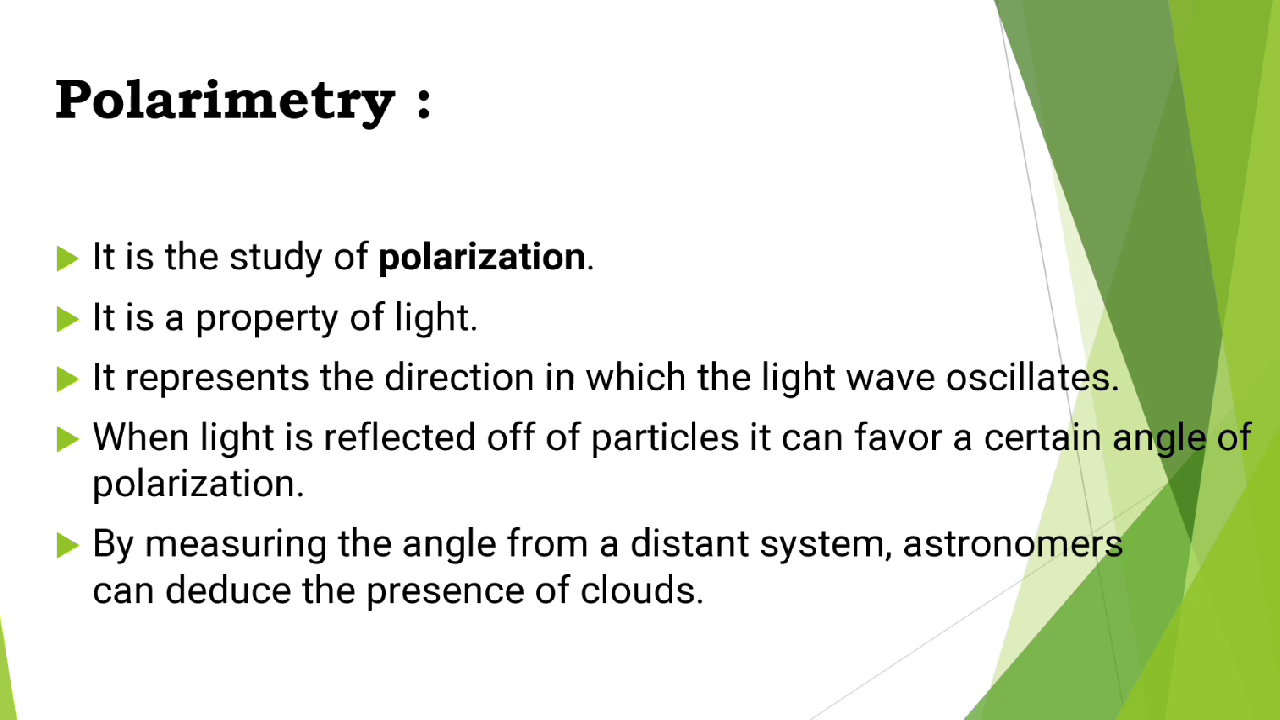 Polarimetry :
It is the study of polarization.
It is a property of light.
It represents the direction in which the light wave oscillates.
When light is reflected off of particles it can favor a certain angle of
polarization.
By measuring the angle from a distant system, astronomers
can deduce the presence of clouds.